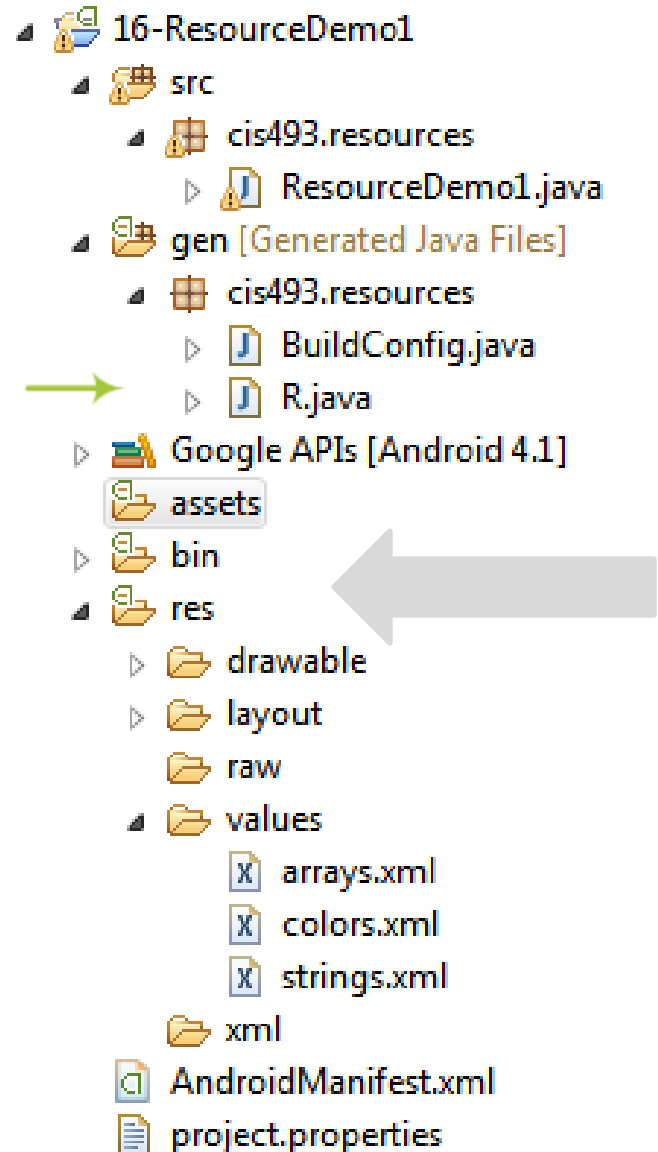 16-ResourceDemo1
src
cis493.resources
ResourceDemo1.java
gen [Generated Java Files]
cis493.resources
BuildConfig.java
R.java
Google APIs [Android 4.1]
assets
bin
res
drawable
layout
raw
values
arrays.xml
colors.xml
strings.xml
xml
AndroidManifest.xml
project.properties